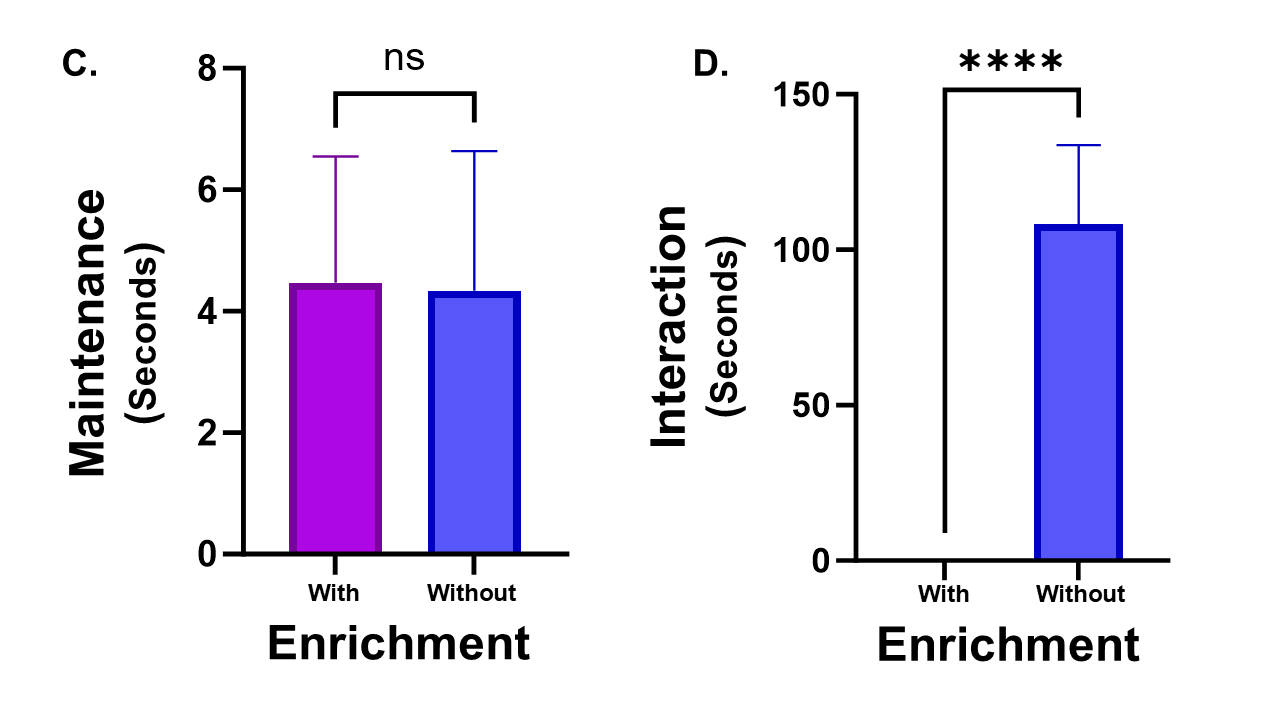 C.
ns
8
6
4
2
0
Maintenance
(Seconds)
With
Without
Enrichment
D.
****
150
100
50
0
Interaction
(Seconds)
With
Without
Enrichment